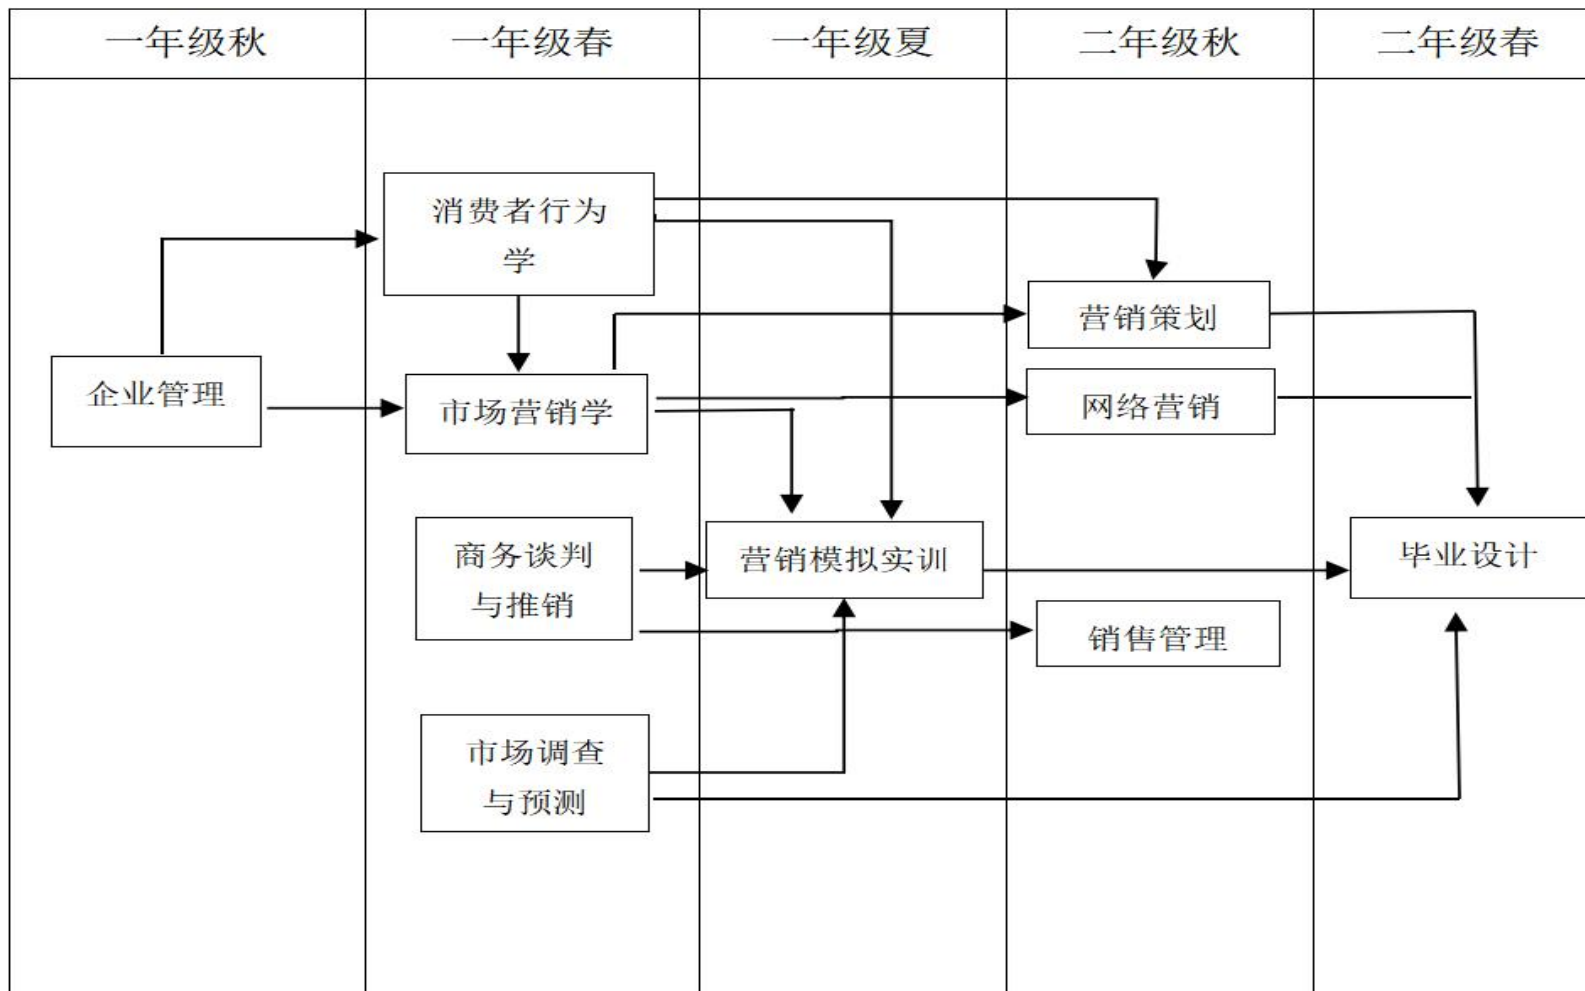 一年级秋
一年级春
一年级夏
二年级秋
二年级春
消费者行为
学
营销策划
企业管理
市场营销学
网络营销
商务谈判
与推销
营销模拟实训
毕业设计
销售管理
市场调查
与预测